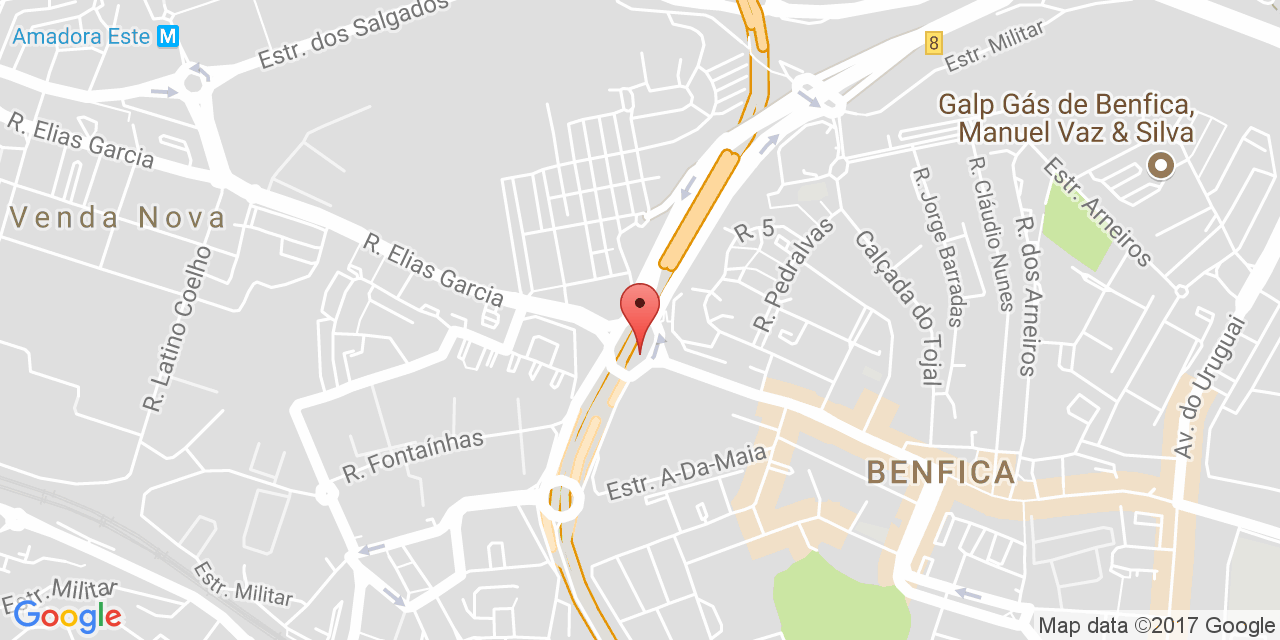 Amadora Este M
Estr. dos Salgados
8
Estr. Militar
Galp Gás de Benfica,
Manuel Vaz & Silva
R. Elias Garcia
Venda Nova
R. Latino Coelho
R. Elias Garcia
R. 5
R. Pedralvas
Calçada do Tojal
R. Jorge Barradas
R. Cláudio Nunes
R. dos Arneiros
Estr. Arneiros
Av. do Uruguai
R. Fontaínhas
Estr. A-Da-Maia
BENFICA
Estr. Militar
Estr. Militar
Google
Map data ©2017 Google